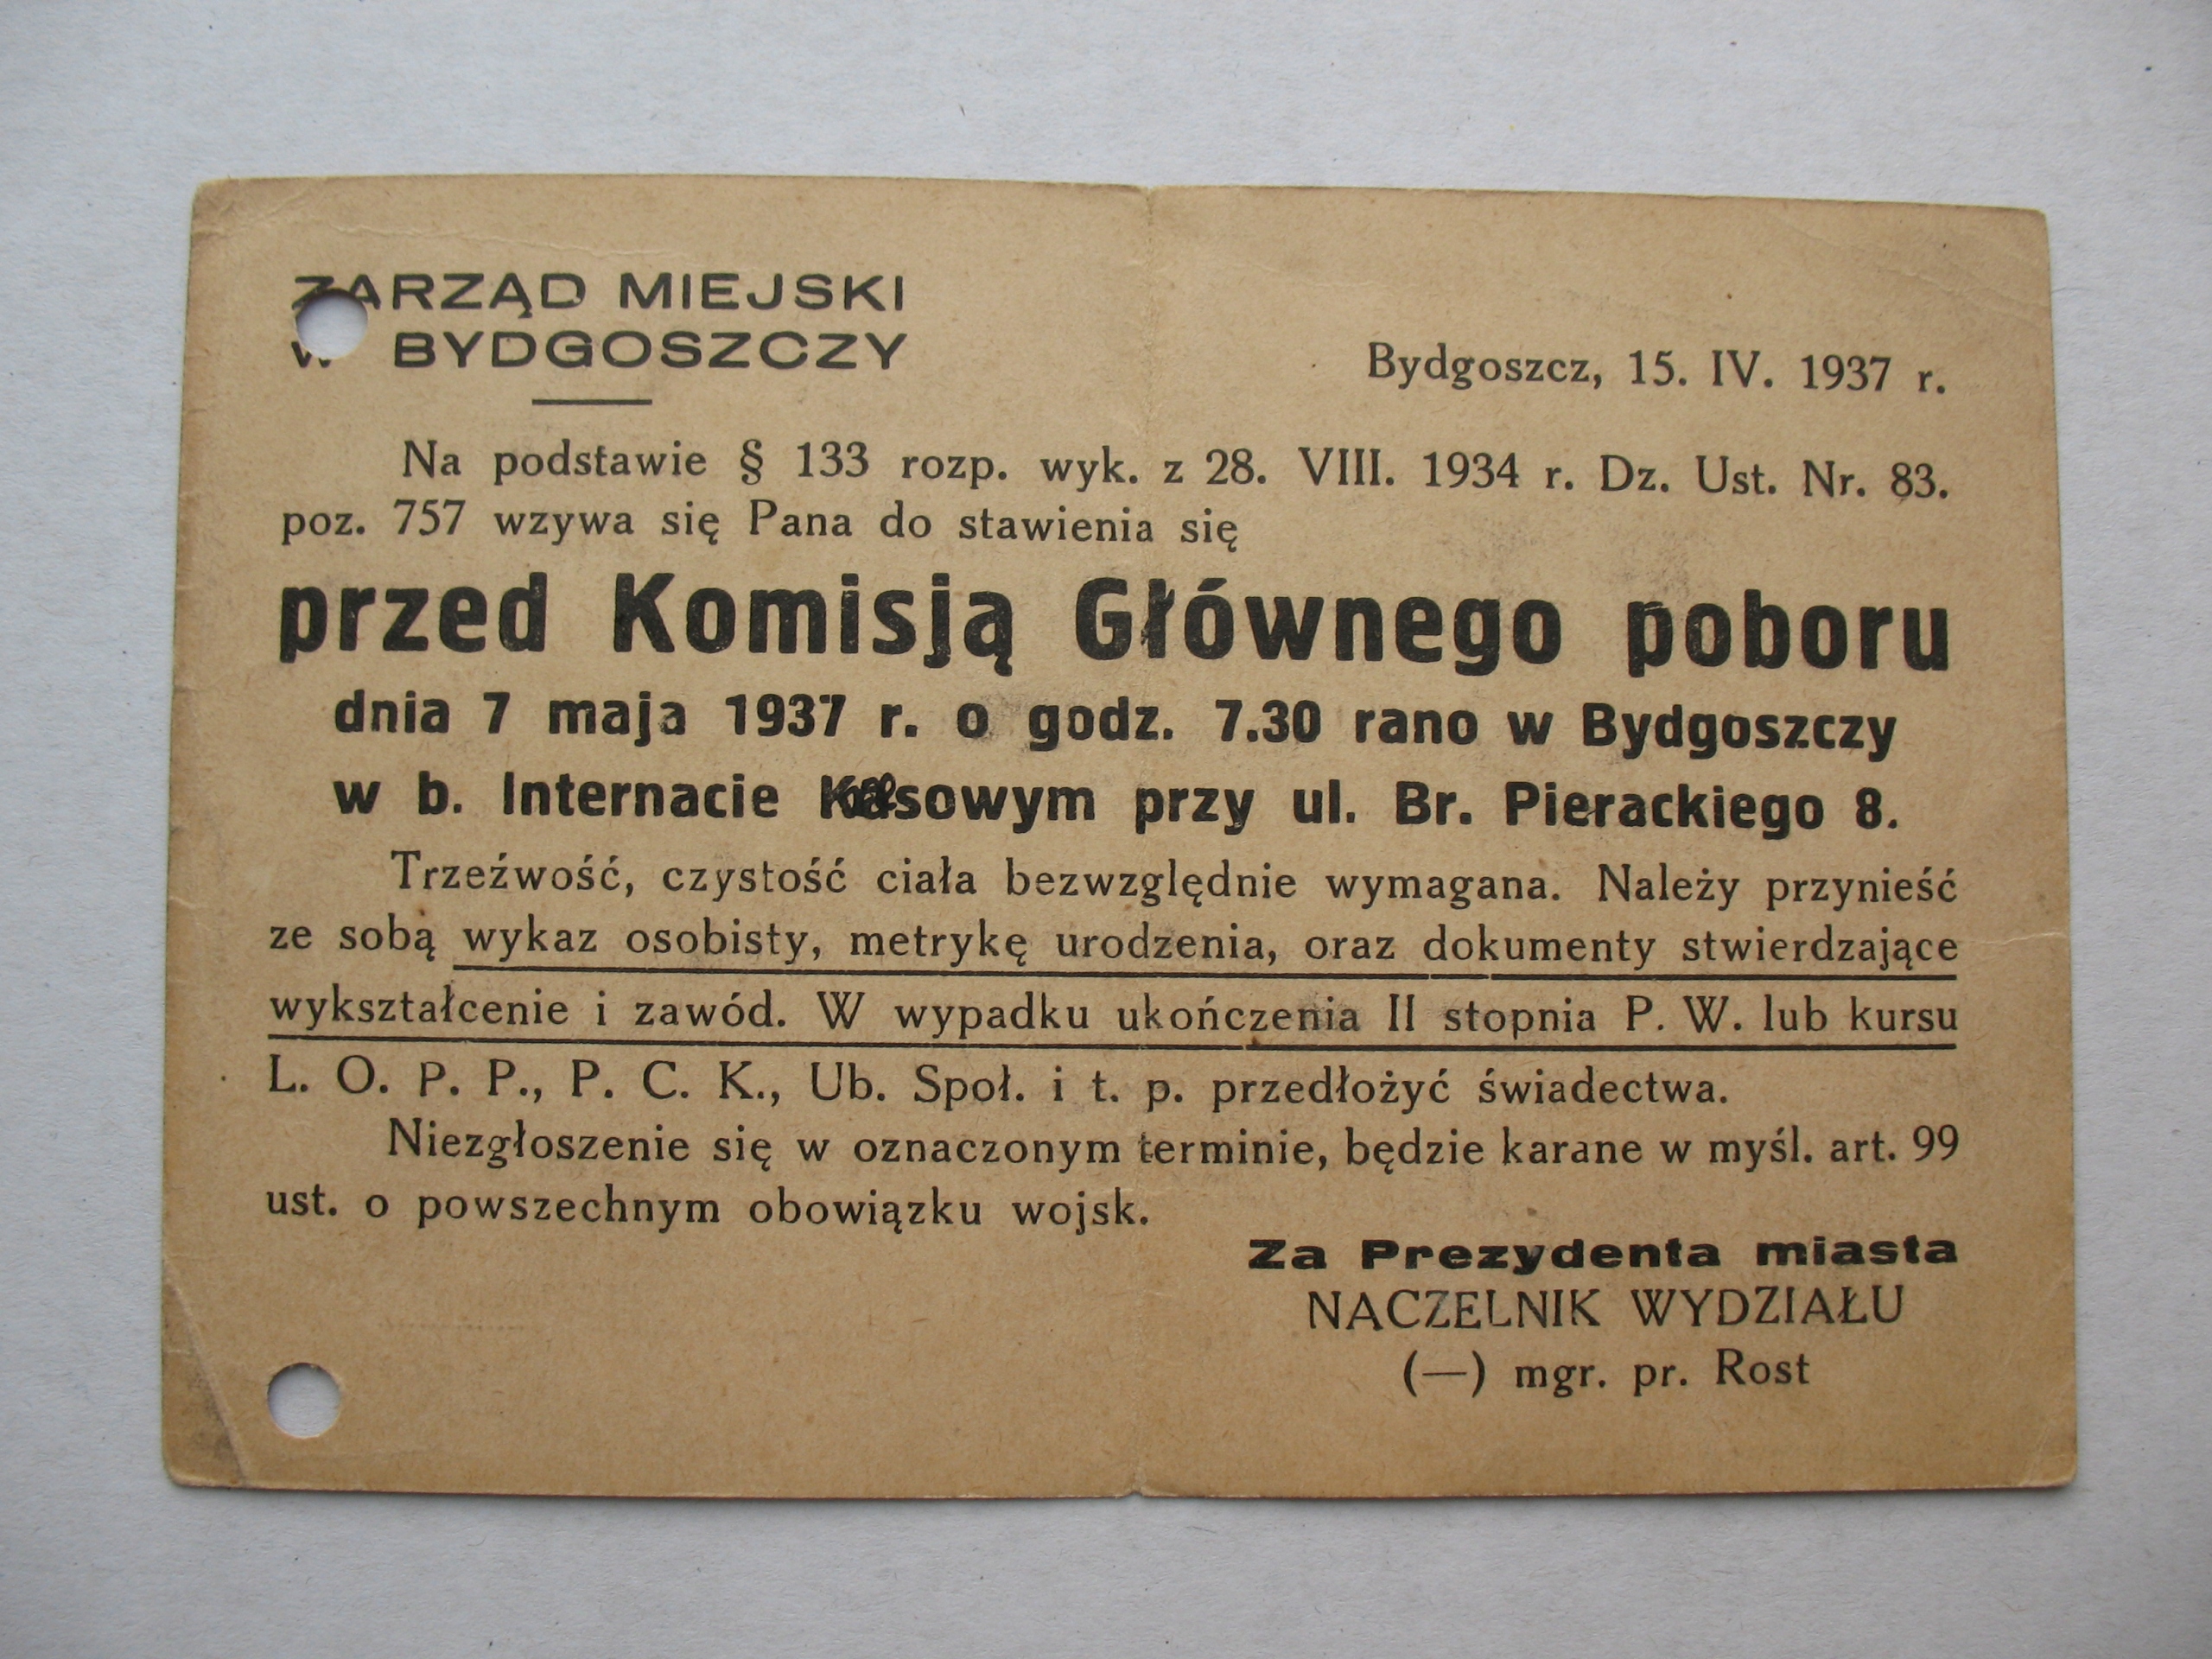 ZARZĄD MIEJSKI
w BYDGOSZCZY
Bydgoszcz, 15. IV. 1937 r.
Na podstawie § 133 rozp. wyk. z 28. VIII. 1934 r. Dz. Ust. Nr. 83.
poz. 757 wzywa się Pana do stawienia się
przed Komisją Głównego poboru
dnia 7 maja 1937 r. o godz. 7.30 rano w Bydgoszczy
w b. Internacie przy ul. Br. Pierackiego 8.
Trzeźwość, czystość ciała bezwzględnie wymagana. Należy przynieść
ze sobą wykaz osobisty, metrykę urodzenia, oraz dokumenty stwierdzające
wykształcenie i zawód. W wypadku ukończenia II stopnia P. W. lub kursu
L. O. P. P., P. C. K., Ub. Społ. i t. p. przedłożyć świadectwa.
Niezgłoszenie się w oznaczonym terminie, będzie karane w myśl. art. 99
ust. o powszechnym obowiązku wojsk.
Za Prezydenta miasta
NACZELNIK WYDZIAŁU
(—) mgr. pr. Rost